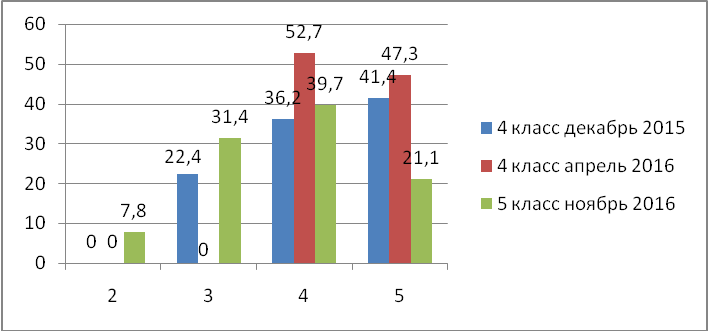 60
50
40
30
20
10
0
0 0 7,8
22,4 0 31,4
36,2 52,7 39,7
41,4 47,3 21,1
2 3 4 5
4 класс декабрь 2015
4 класс апрель 2016
5 класс ноябрь 2016